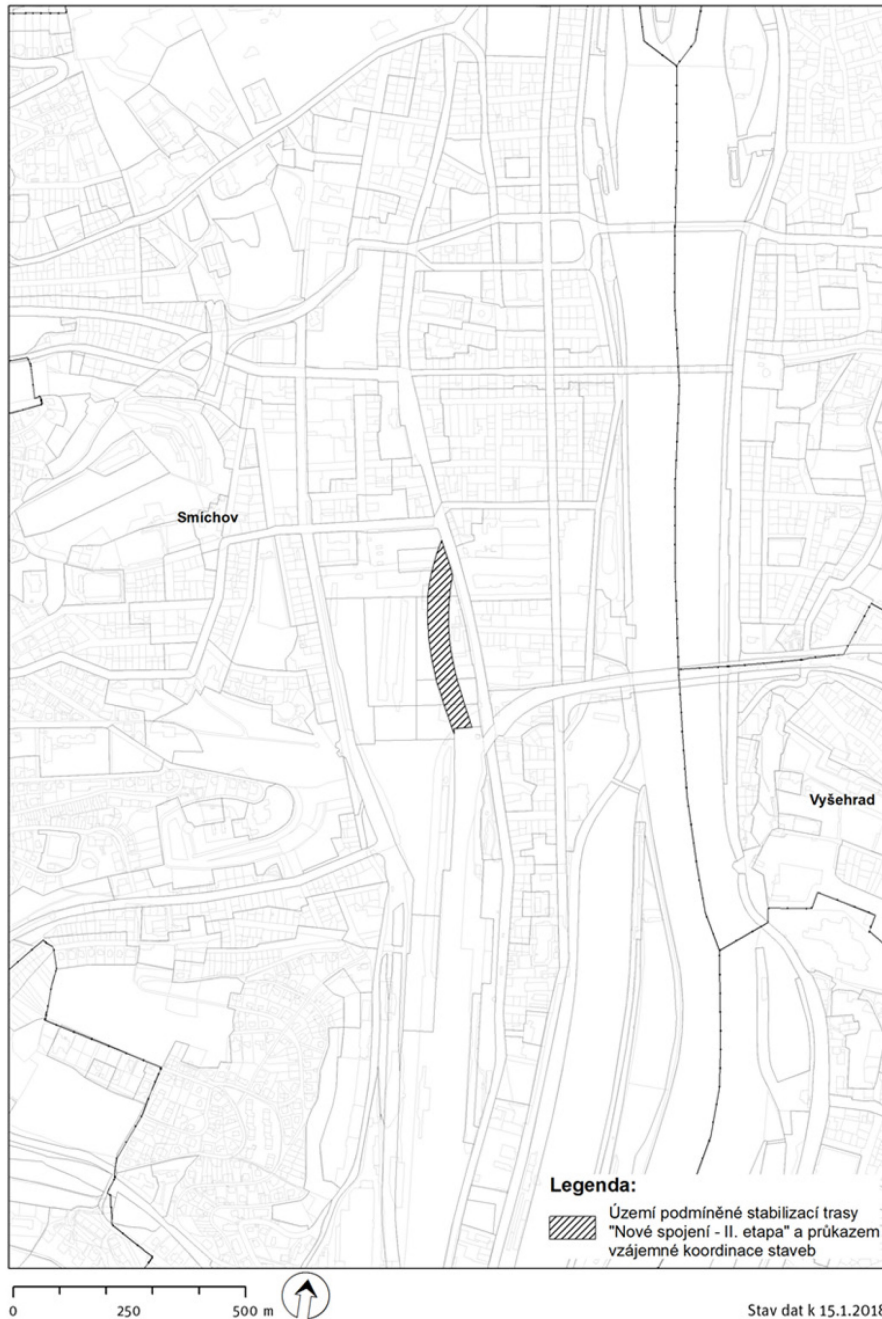 Smíchov
Vyšehrad
Legenda:
Území podmíněné stabilizací trasy
"Nové spojení - II. etapa" a průkazem
vzájemné koordinace staveb
0 250 500 m
Stav dat k 15.1.2018